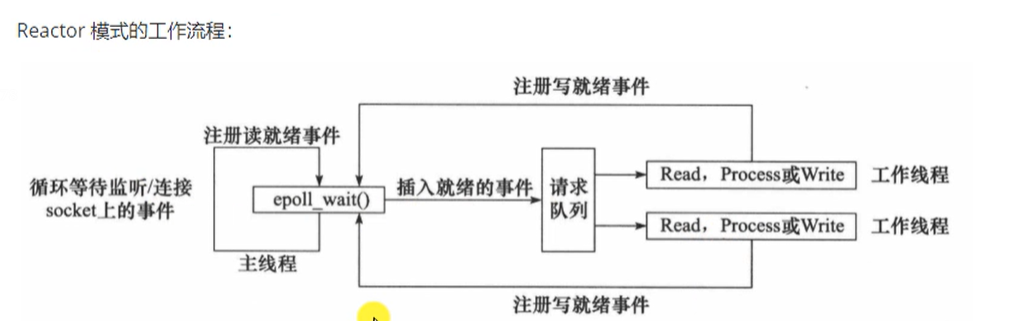 Reactor 模式的工作流程：
注册写就绪事件
注册读就绪事件
循环等待监听/连接
socket上的事件
epoll_wait()
主线程
插入就绪的事件
请求
队列
Read，Process或Write
工作线程
Read，Process或Write
工作线程
注册写就绪事件